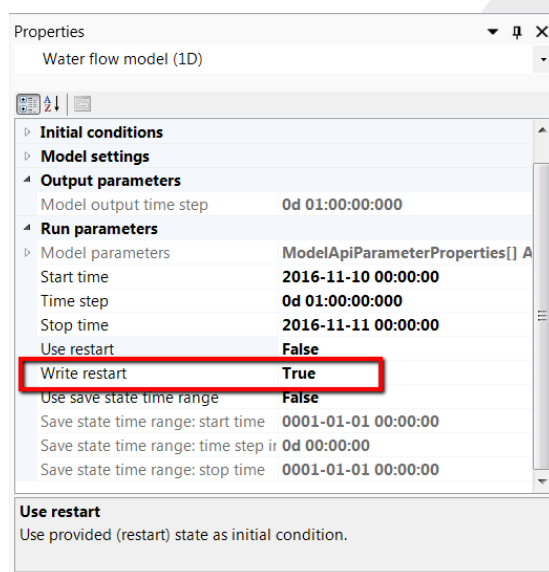 Properties
Water flow model (1D)
Initial conditions
Model settings
Output parameters
Model output time step 0d 01:00:00:000
Run parameters
Model parameters ModelApiParameterProperties[] A
Start time 2016-11-10 00:00:00
Time step 0d 01:00:00:000
Stop time 2016-11-11 00:00:00
Use restart False
Write restart True
Use save state time range False
Save state time range: start time 0001-01-01 00:00:00
Save state time range: time step ir 0d 00:00:00
Save state time range: stop time 0001-01-01 00:00:00
Use restart
Use provided (restart) state as initial condition.